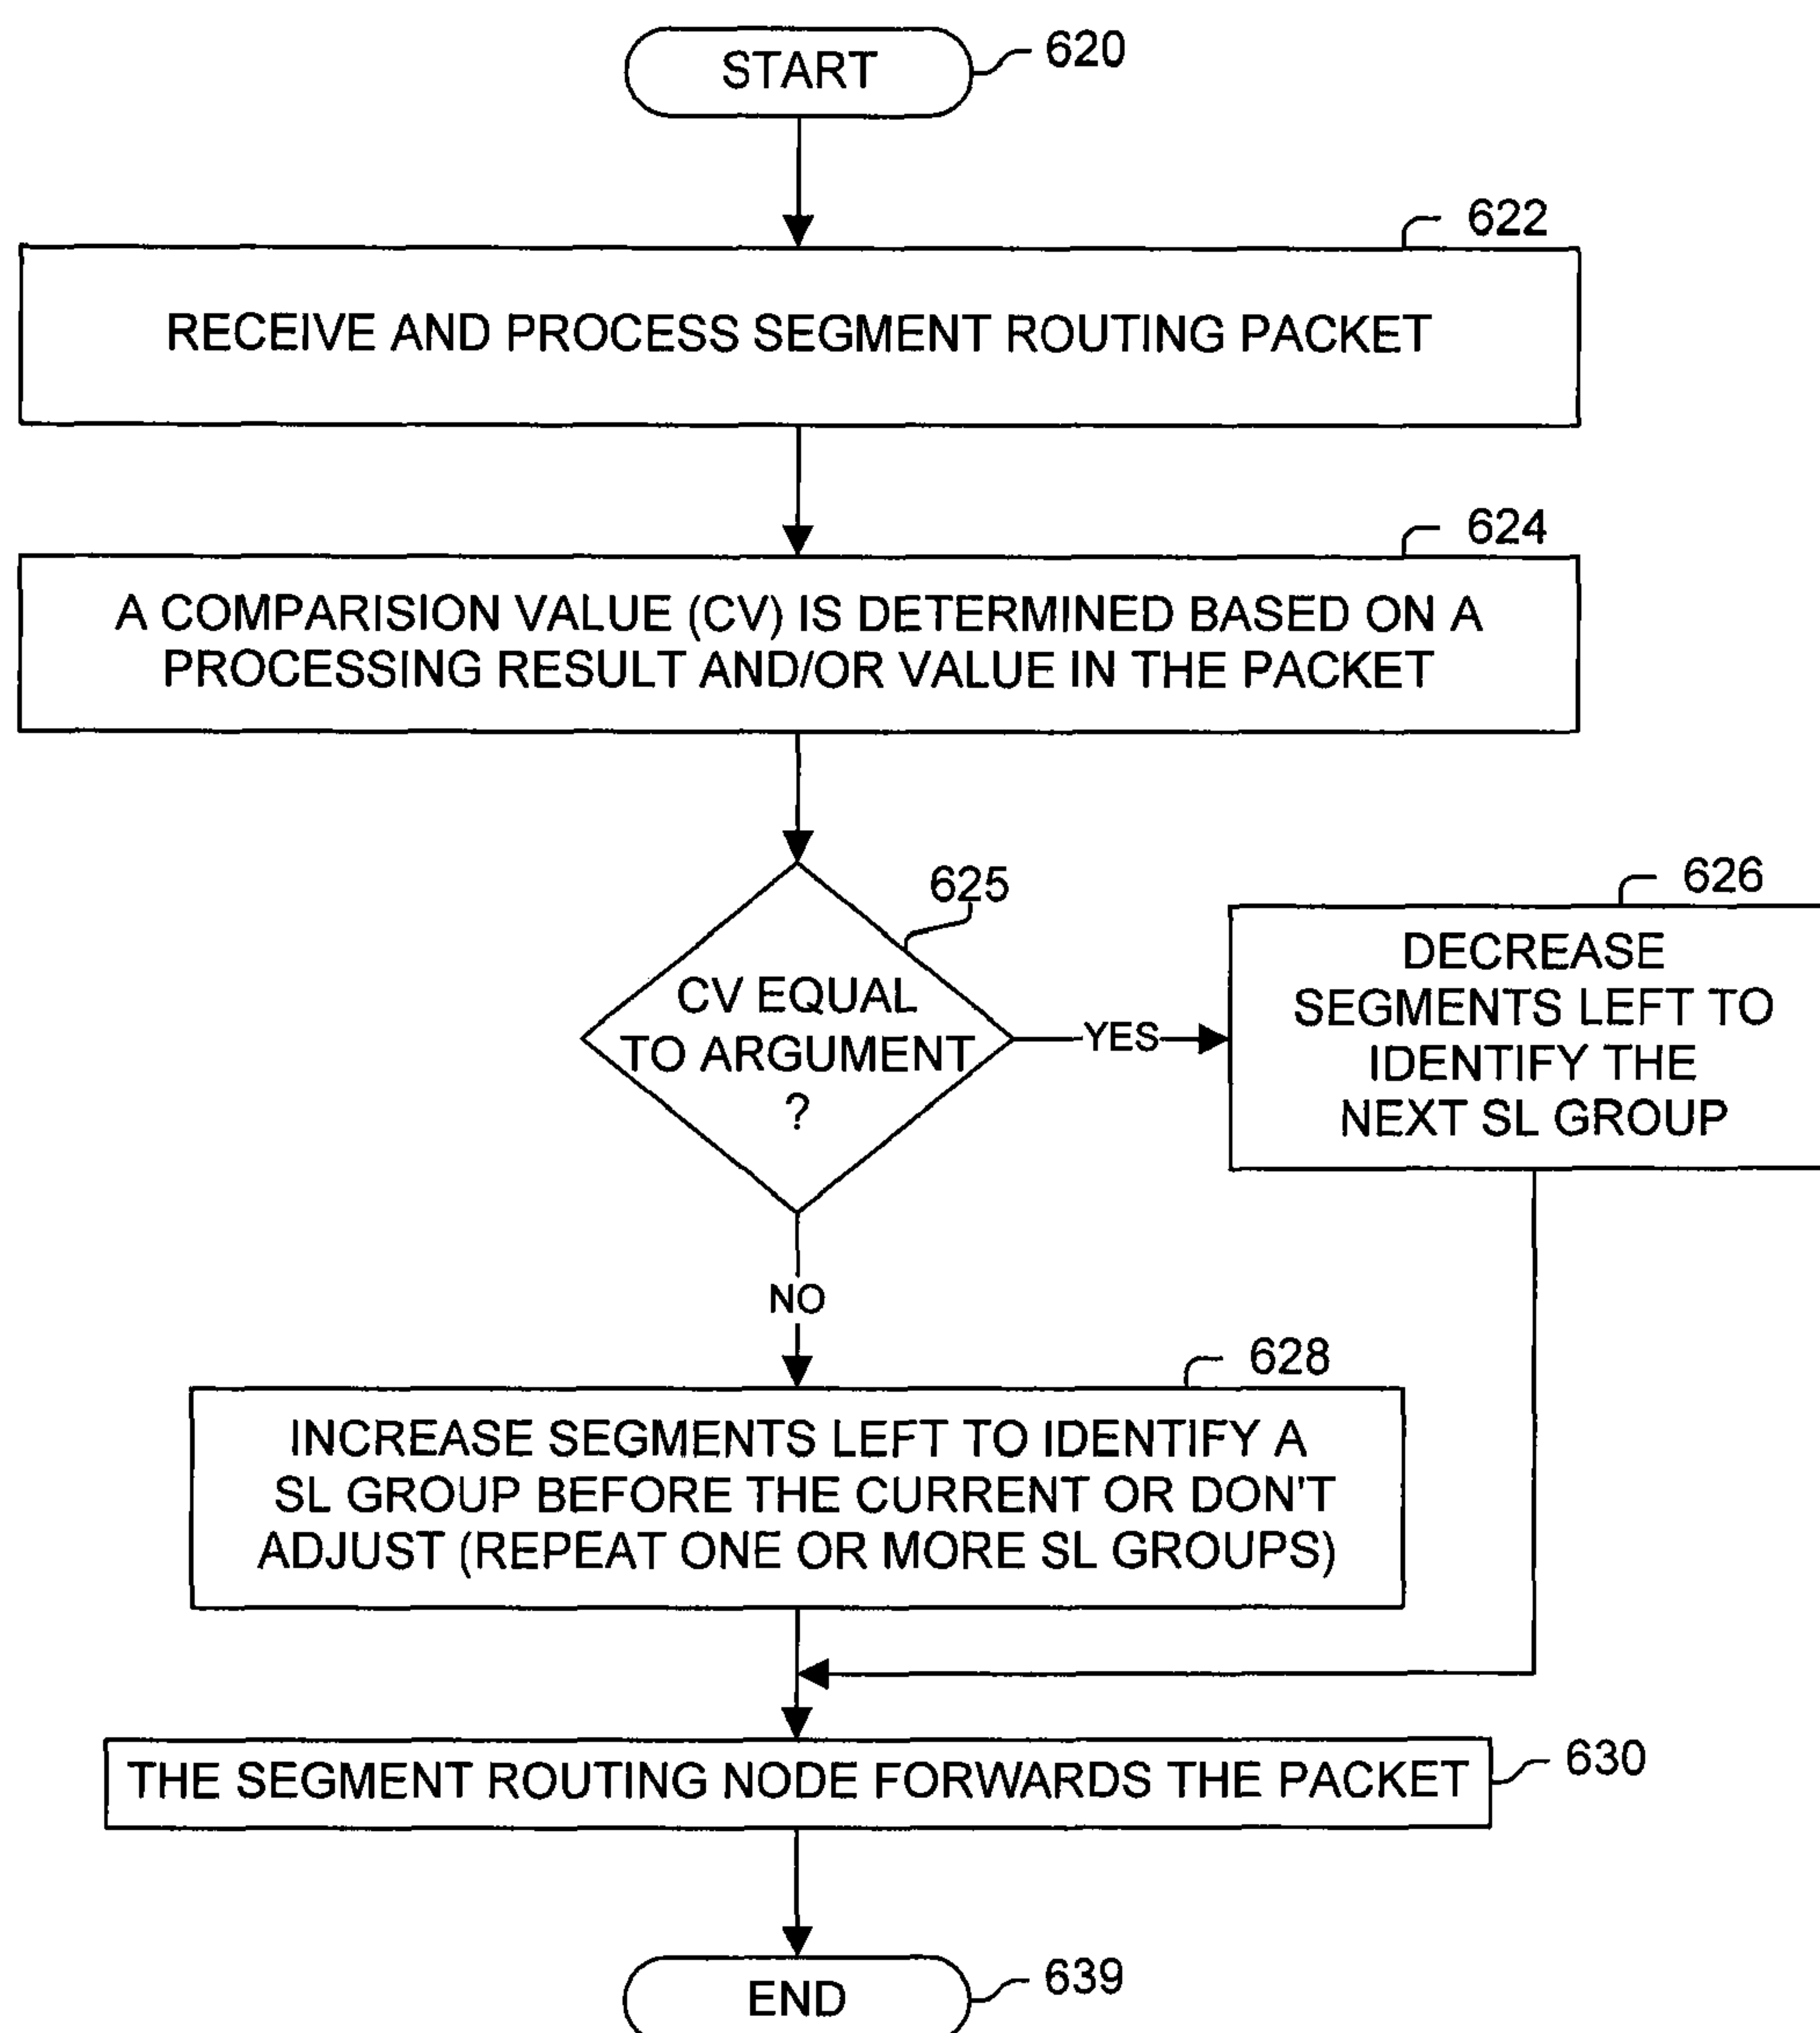 START
620
622
RECEIVE AND PROCESS SEGMENT ROUTING PACKET
624
A COMPARISION VALUE (CV) IS DETERMINED BASED ON A
PROCESSING RESULT AND/OR VALUE IN THE PACKET
625
CV EQUAL
TO ARGUMENT
?
YES
626
DECREASE
SEGMENTS LEFT TO
IDENTIFY THE
NEXT SL GROUP
NO
628
INCREASE SEGMENTS LEFT TO IDENTIFY A
SL GROUP BEFORE THE CURRENT OR DON'T
ADJUST (REPEAT ONE OR MORE SL GROUPS)
THE SEGMENT ROUTING NODE FORWARDS THE PACKET
630
END
639